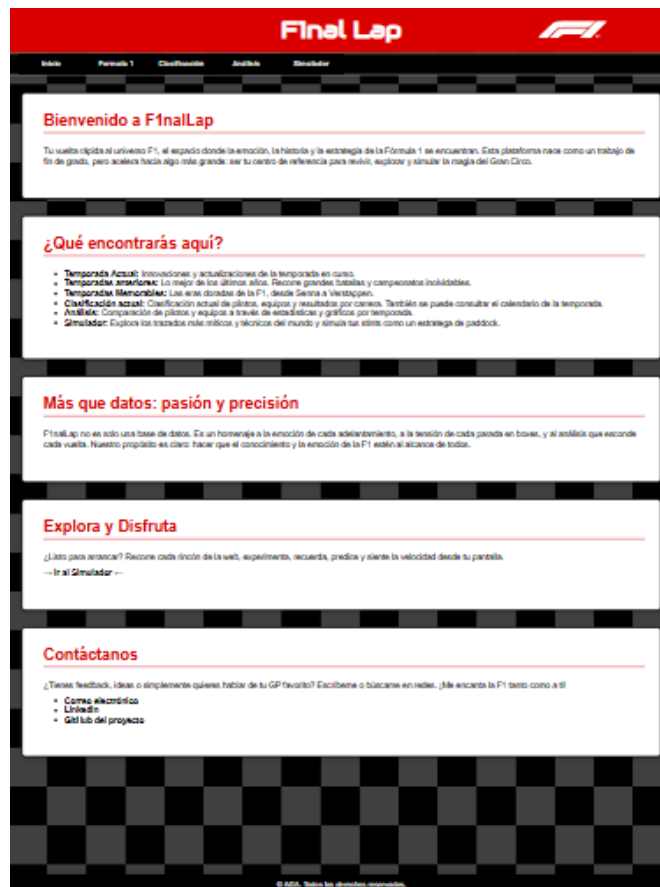 F1nal Lap
Inicio Formula 1 Clasificación Análisis Simulador
Bienvenido a F1nalLap
Tu vuelta rápida al universo F1, el espacio donde la emoción, la historia y la estrategia de la Fórmula 1 se encuentran. Esta plataforma nace como un trabajo de
fin de grado, pero acelera hacia algo más grande: ser tu centro de referencia para revivir, explorar y simular la magia del Gran Circo.
¿Qué encontrarás aquí?
Temporada Actual: Innovaciones y actualizaciones de la temporada en curso.
Temporadas anteriores: Lo mejor de los últimos años. Recorre grandes batallas y campeonatos inolvidables.
Temporadas Memorables: Las eras doradas de la F1, desde Senna a Verstappen.
Clasificación actual: Clasificación actual de pilotos, equipos y resultados por carrera. También se puede consultar el calendario de la temporada.
Análisis: Comparación de pilotos y equipos a través de estadísticas y gráficos por temporada.
Simulador: Explora los trazados más míticos y técnicos del mundo y simula tus stints como un estratega de paddock.
Más que datos: pasión y precisión
F1nalLap no es solo una base de datos. Es un homenaje a la emoción de cada adelantamiento, a la tensión de cada parada en boxes, y al análisis que esconde
cada vuelta. Nuestro propósito es claro: hacer que el conocimiento y la emoción de la F1 estén al alcance de todos.
Explora y Disfruta
¿Listo para arrancar? Recorre cada rincón de la web, experimenta, recuerda, predice y siente la velocidad desde tu pantalla.
Ir al Simulador
Contáctanos
¿Tienes feedback, ideas o simplemente quieres hablar de tu GP favorito? Escríbeme o búscame en redes. ¡Me encanta la F1 tanto como a ti!
Correo electrónico
LinkedIn
GitHub del proyecto
Todos los derechos reservados.